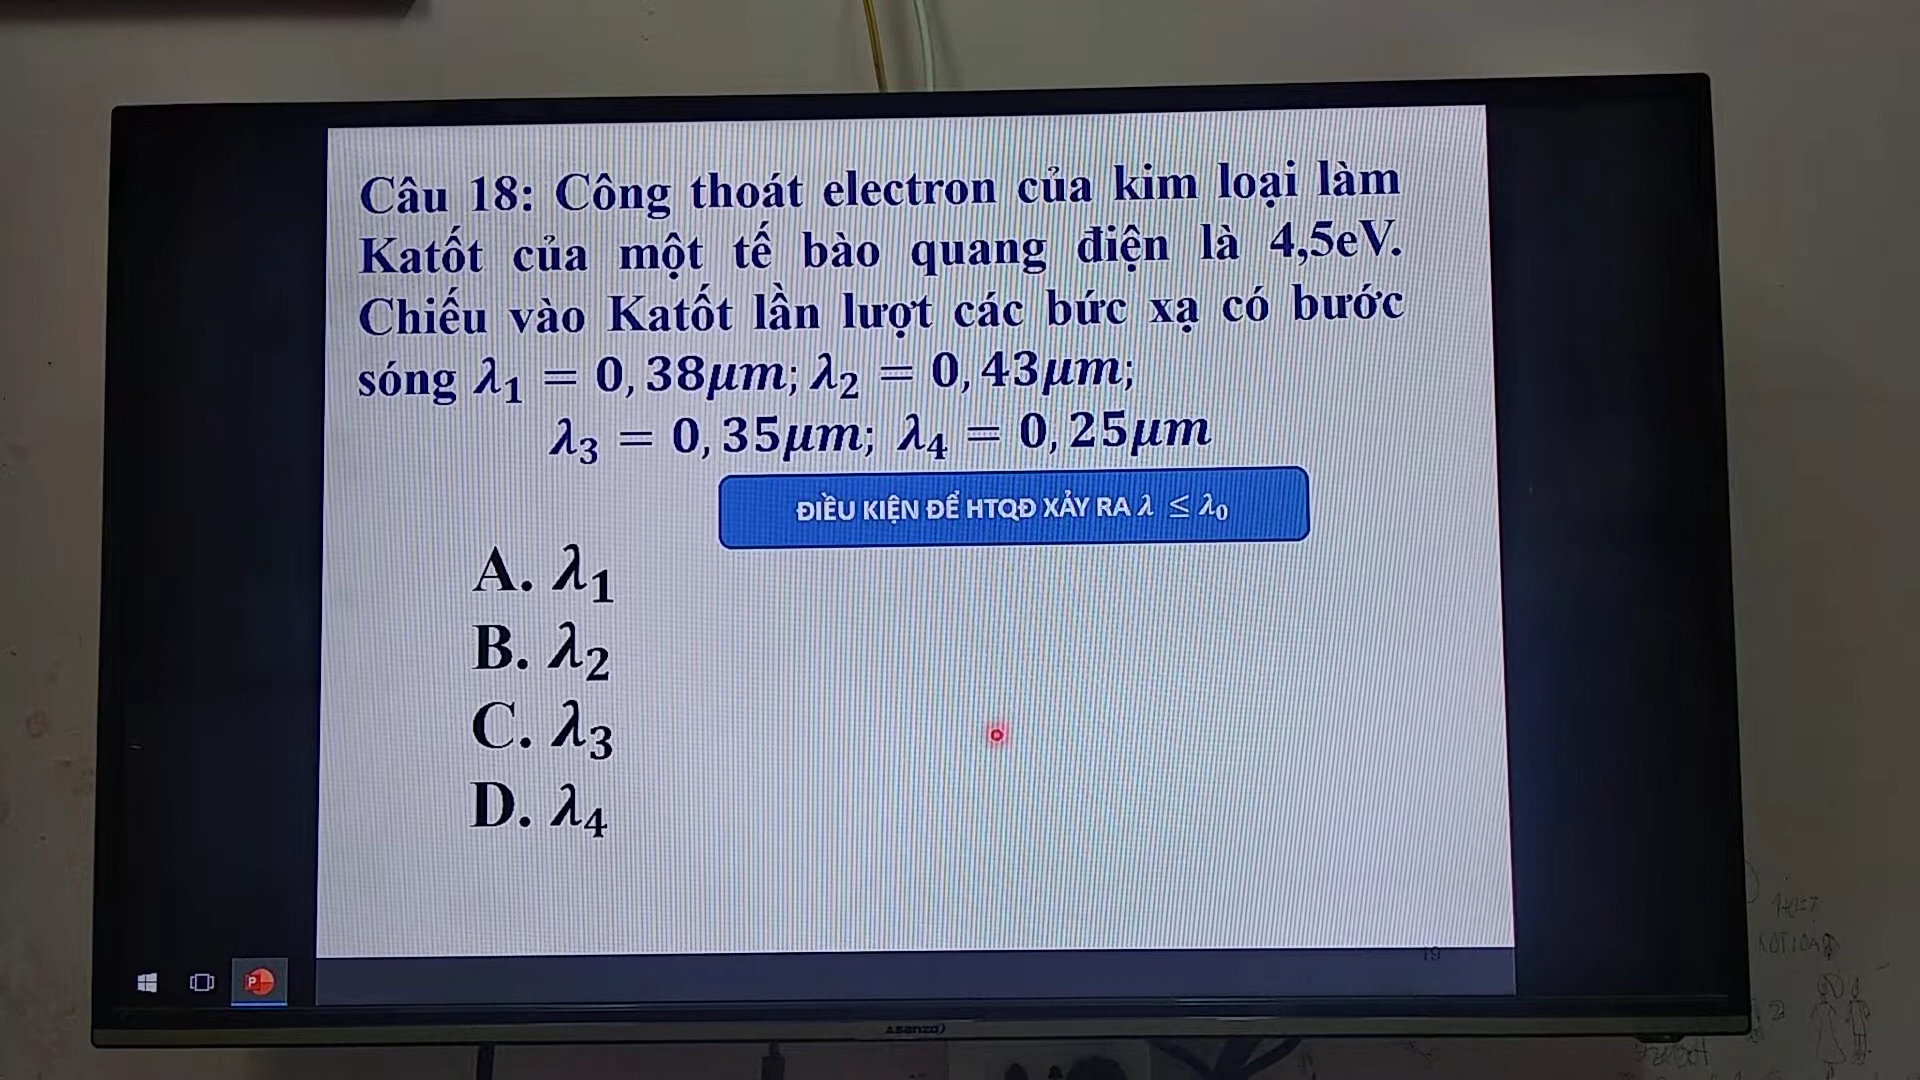 Câu 18: Công thoát electron của kim loại làm
Katốt của một tế bào quang điện là 4,5eV.
Chiếu vào Katốt lần lượt các bức xạ có bước
sóng λ₁ = 0,38μm; λ₂ = 0,43μm;
λ₃ = 0,35μm; λ₄ = 0,25μm
ĐIỀU KIỆN ĐỂ HTQĐ XẢY RA λ ≤ λ₀
A. λ₁
B. λ₂
C. λ₃
D. λ₄
19
P
Asanzo